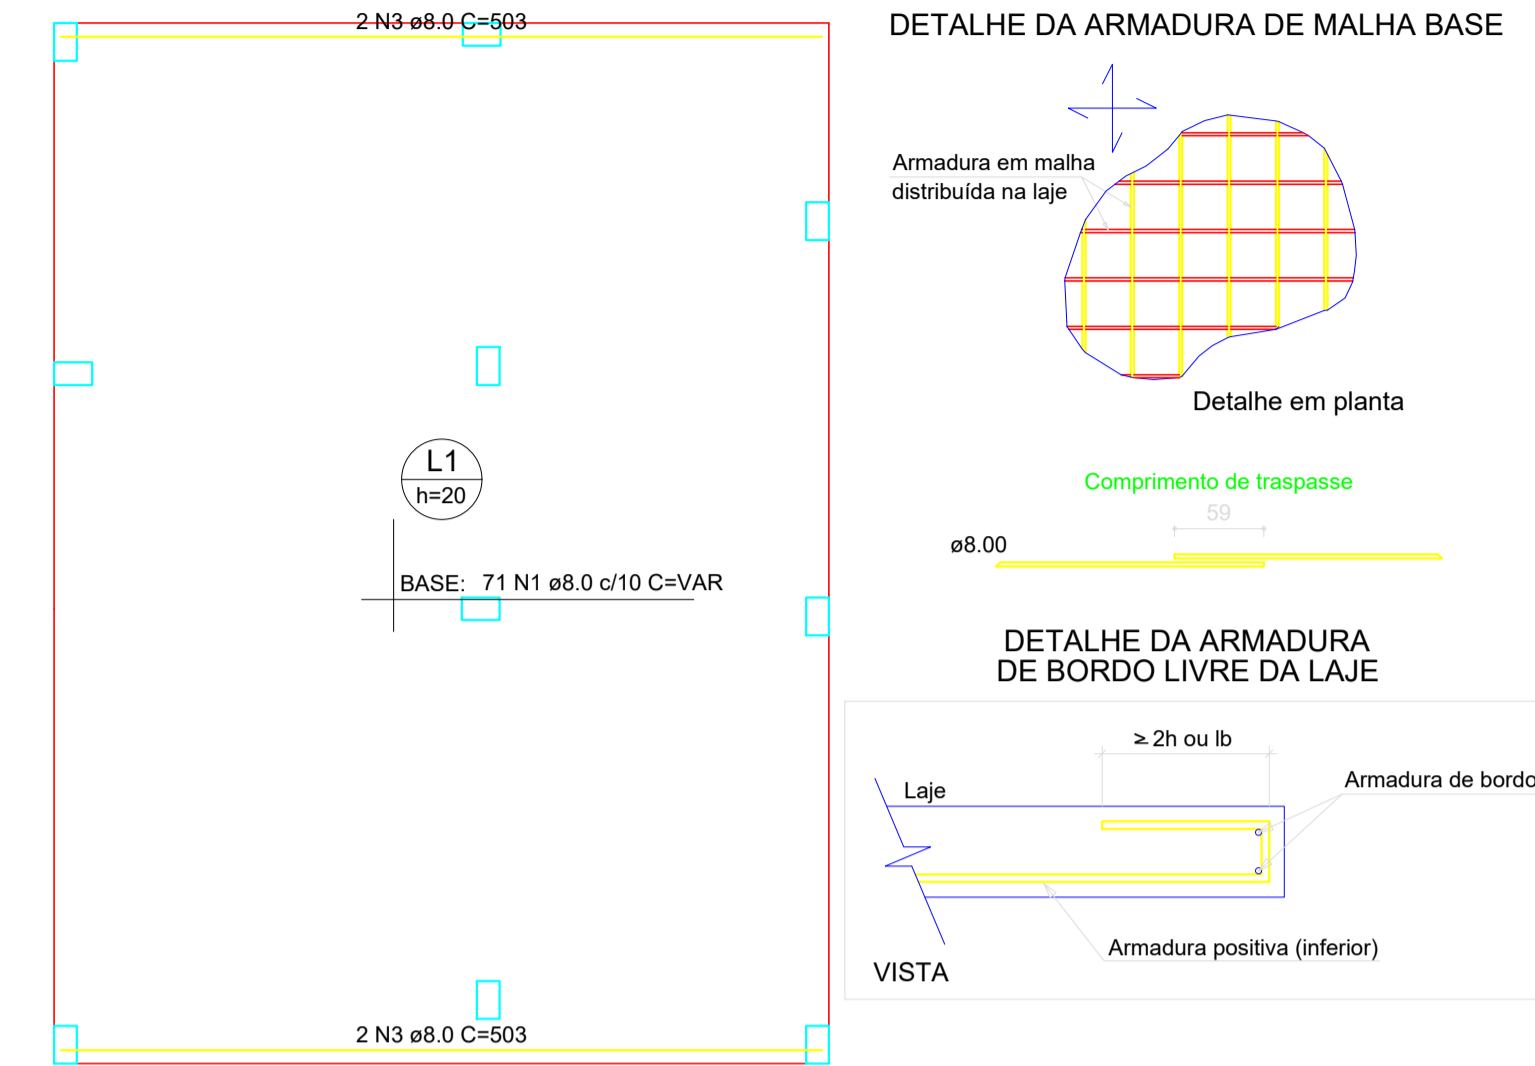 2 N3 ø8.0 C=503
DETALHE DA ARMADURA DE MALHA BASE
Armadura em malha
distribuída na laje
Detalhe em planta
L1
h=20
Comprimento de traspasse
59
ø8.00
BASE: 71 N1 ø8.0 c/10 C=VAR
DETALHE DA ARMADURA
DE BORDO LIVRE DA LAJE
≥ 2h ou lb
Laje
Armadura de bordo
Armadura positiva (inferior)
VISTA
2 N3 ø8.0 C=503